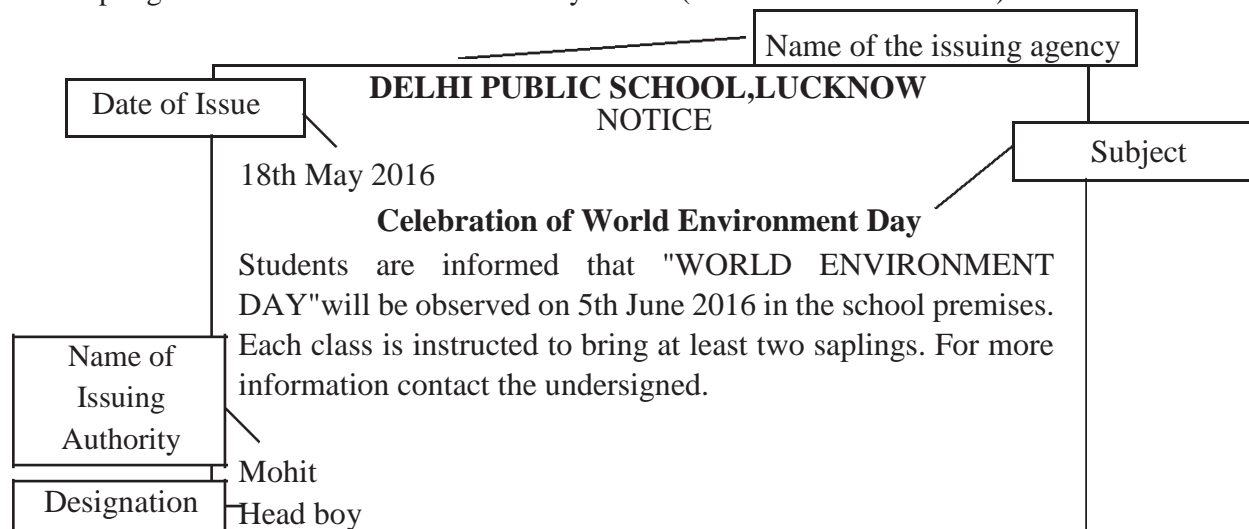 Name of the issuing agency
DELHI PUBLIC SCHOOL,LUCKNOW
Date of Issue
NOTICE
Subject
18th May 2016
Celebration of World Environment Day
Students are informed that "WORLD ENVIRONMENT
DAY"will be observed on 5th June 2016 in the school premises.
Each class is instructed to bring at least two saplings. For more
information contact the undersigned.
Name of
Issuing
Authority
Mohit
Designation
Head boy